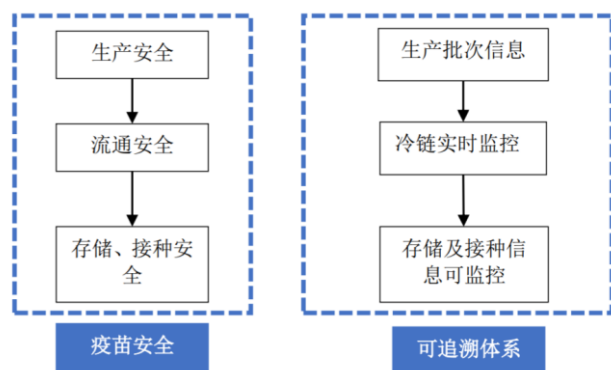 生产安全
流通安全
存储、接种安
全
疫苗安全
生产批次信息
冷链实时监控
存储及接种信
息可监控
可追溯体系